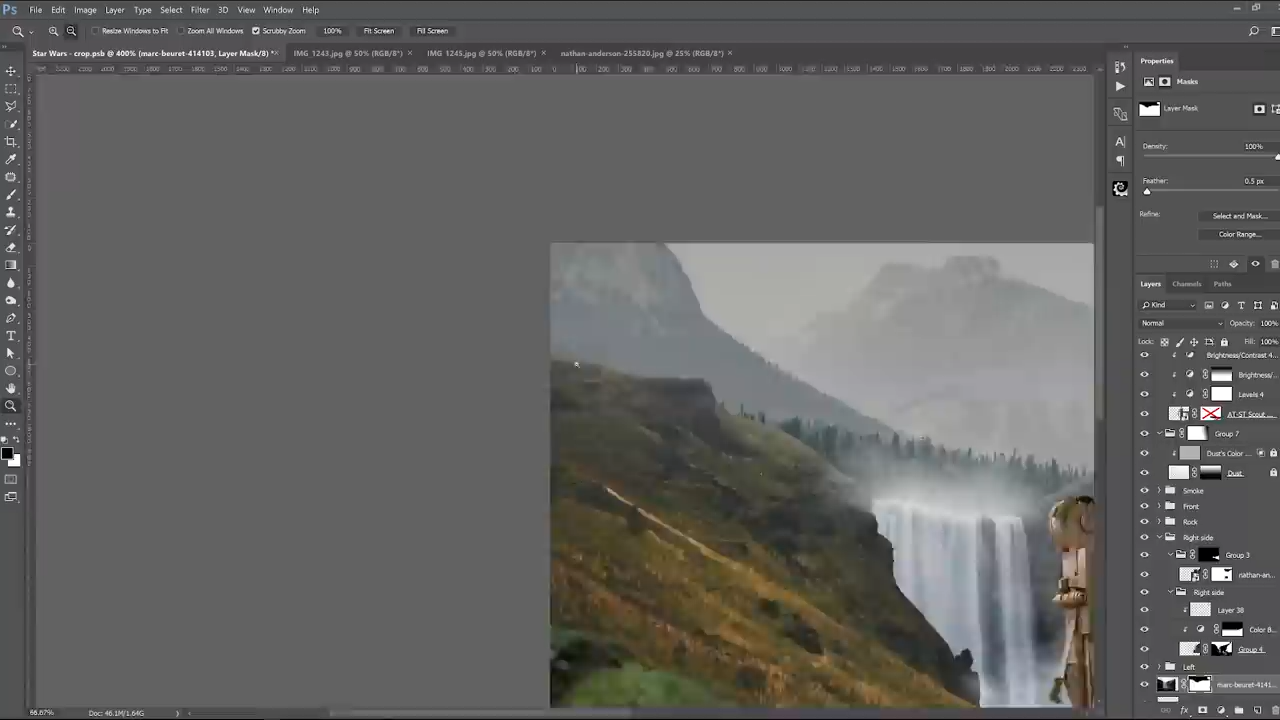 Ps File Edit Image Layer Type Select Filter 3D View Window Help
Resize Windows to Fit Zoom All Windows Scrubby Zoom 100% Fit Screen Fill Screen
Star Wars - crop.psb @ 400% (marc-beuret-414103, Layer Mask/8) * × IMG_1243.jpg @ 50% (RGB/8*) × IMG_1245.jpg @ 50% (RGB/8*) × nathan-anderson-255820.jpg @ 25% (RGB/8*) ×
Properties
Masks
Layer Mask
Density: 100%
Feather: 0.5 px
Refine: Select and Mask...
Color Range...
Layers Channels Paths
Kind
Normal Opacity: 100%
Lock: Fill: 100%
Brightness/Contrast 4
Brightness/...
Levels 4
AT-ST Scout ...
Group 7
Dust's Color ...
Dust
Smoke
Front
Rock
Right side
Group 3
nathan-an...
Right side
Layer 38
Color B...
Group 4
Left
marc-beuret-4141...
66.67% Doc: 46.1M/1.64G